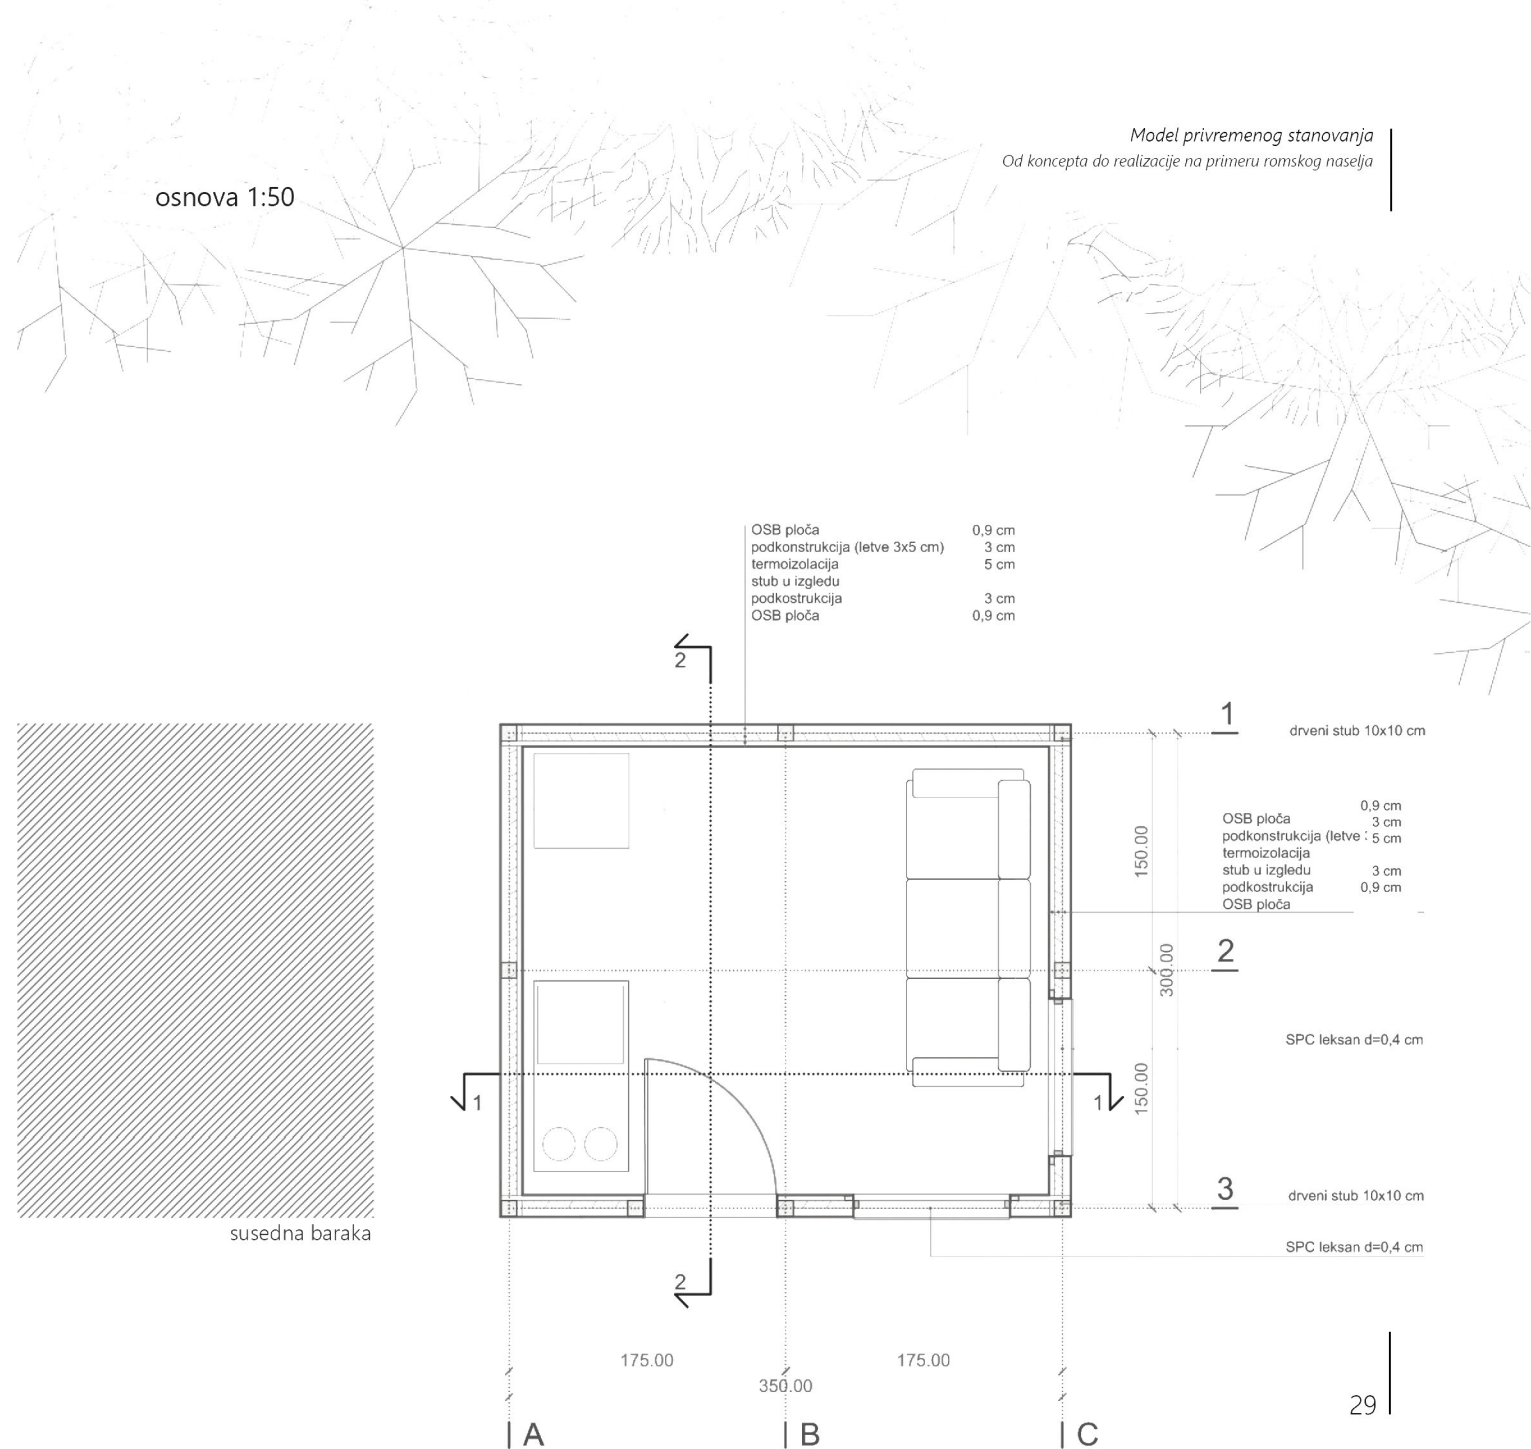 Model privremenog stanovanja
Od koncepta do realizacije na primeru romskog naselja
osnova 1:50
OSB ploča 0,9 cm
podkonstrukcija (letve 3x5 cm) 3 cm
termoizolacija 5 cm
stub u izgledu
podkostrukcija 3 cm
OSB ploča 0,9 cm
2
1
drveni stub 10x10 cm
0,9 cm
OSB ploča
3 cm
podkonstrukcija (letve :
5 cm
termoizolacija
stub u izgledu
3 cm
podkostrukcija
0,9 cm
OSB ploča
150.00
2
300.00
SPC leksan d=0,4 cm
150.00
1
1
3
drveni stub 10x10 cm
susedna baraka
SPC leksan d=0,4 cm
2
175.00
175.00
350.00
29
A
B
C